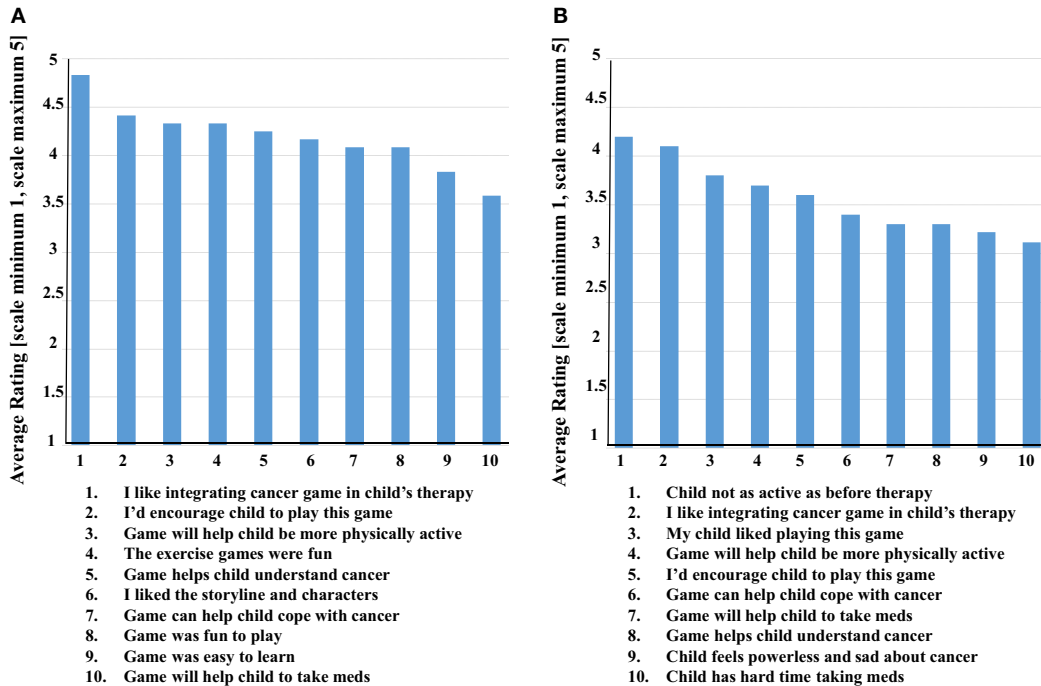 A
Average Rating [scale minimum 1, scale maximum 5]
5
4.5
4
3.5
3
2.5
2
1.5
1
1 2 3 4 5 6 7 8 9 10
1. I like integrating cancer game in child's therapy
2. I'd encourage child to play this game
3. Game will help child be more physically active
4. The exercise games were fun
5. Game helps child understand cancer
6. I liked the storyline and characters
7. Game can help child cope with cancer
8. Game was fun to play
9. Game was easy to learn
10. Game will help child to take meds
B
Average Rating [scale minimum 1, scale maximum 5]
5
4.5
4
3.5
3
2.5
2
1.5
1
1 2 3 4 5 6 7 8 9 10
1. Child not as active as before therapy
2. I like integrating cancer game in child's therapy
3. My child liked playing this game
4. Game will help child be more physically active
5. I'd encourage child to play this game
6. Game can help child cope with cancer
7. Game will help child to take meds
8. Game helps child understand cancer
9. Child feels powerless and sad about cancer
10. Child has hard time taking meds